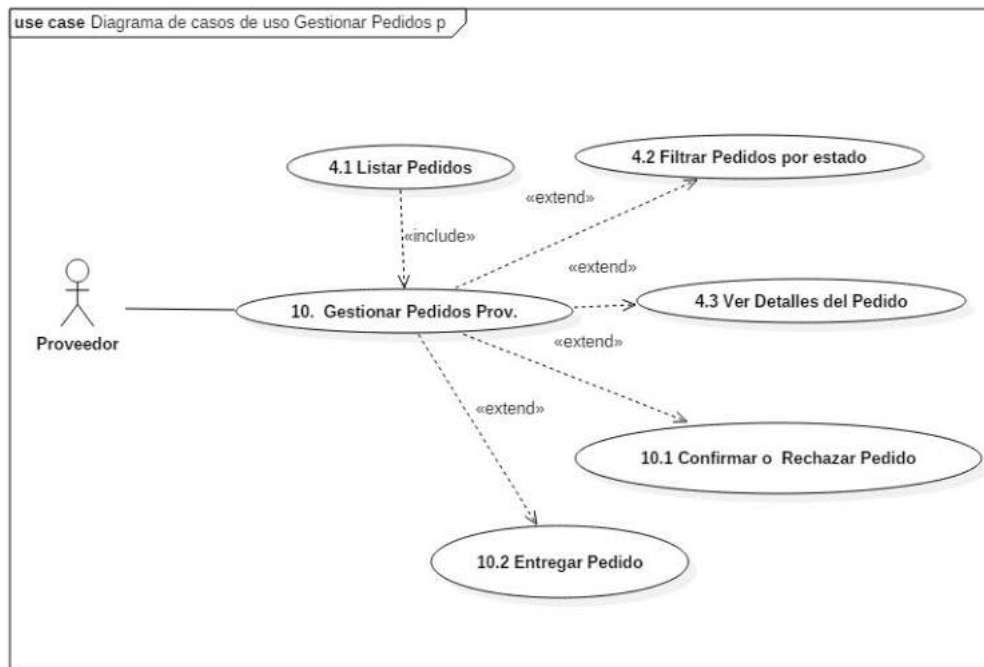 use case Diagrama de casos de uso Gestionar Pedidos p
4.1 Listar Pedidos
4.2 Filtrar Pedidos por estado
«extend»
«include»
«extend»
4.3 Ver Detalles del Pedido
10. Gestionar Pedidos Prov.
Proveedor
«extend»
«extend»
10.1 Confirmar o Rechazar Pedido
10.2 Entregar Pedido